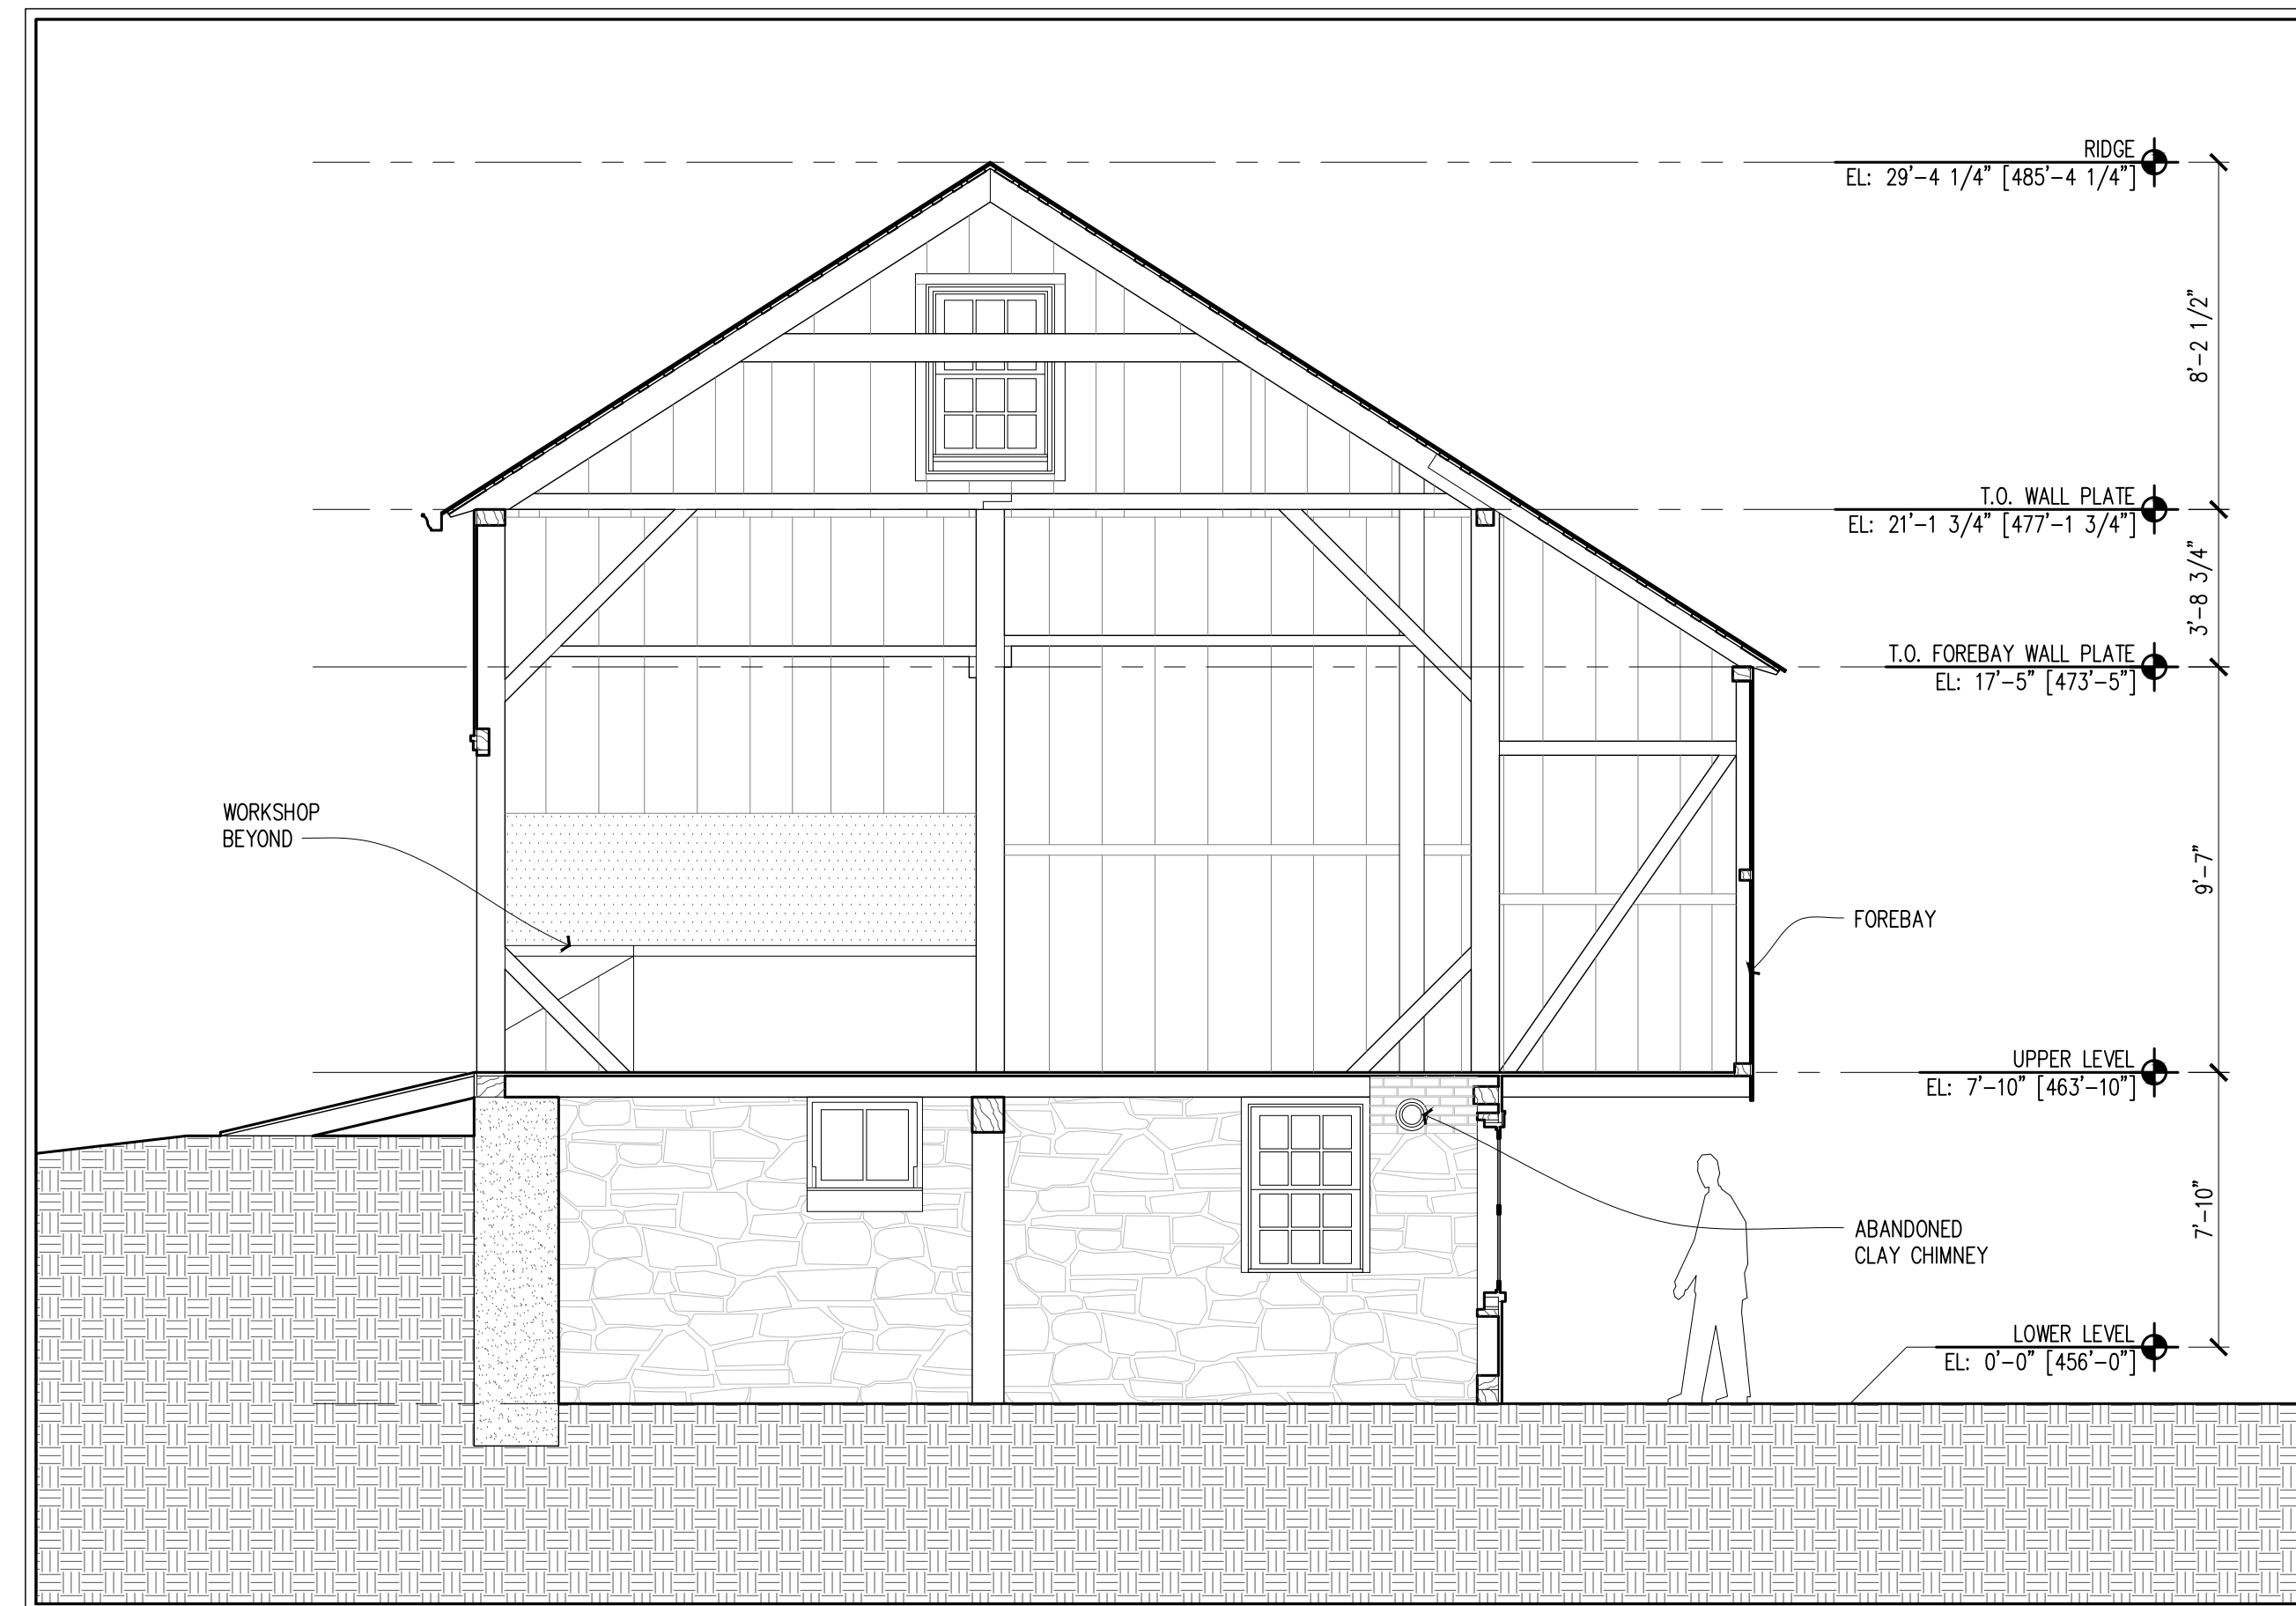 RIDGE
EL: 29'-4 1/4" [485'-4 1/4"]
8'-2 1/2"
T.O. WALL PLATE
EL: 21'-1 3/4" [477'-1 3/4"]
3'-8 3/4"
T.O. FOREBAY WALL PLATE
EL: 17'-5" [473'-5"]
WORKSHOP
BEYOND
9'-7"
FOREBAY
UPPER LEVEL
EL: 7'-10" [463'-10"]
7'-10"
ABANDONED
CLAY CHIMNEY
LOWER LEVEL
EL: 0'-0" [456'-0"]